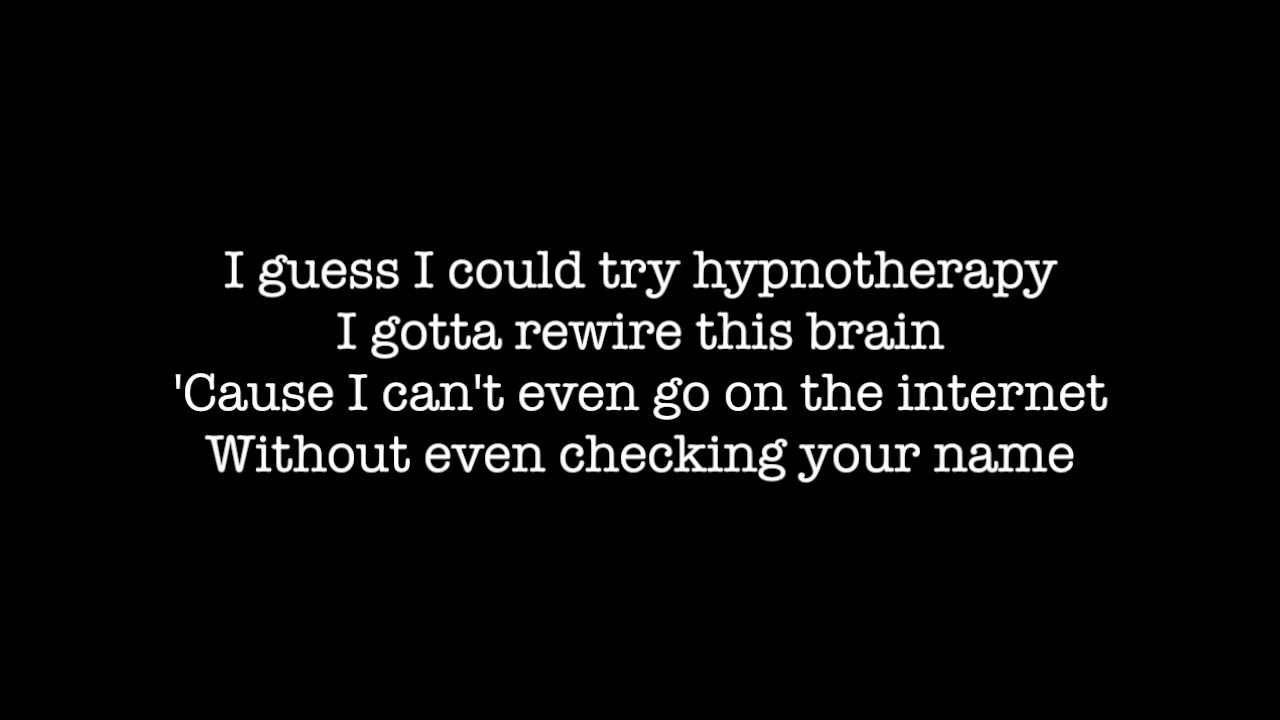 I guess I could try hypnotherapy
I gotta rewire this brain
'Cause I can't even go on the internet
Without even checking your name